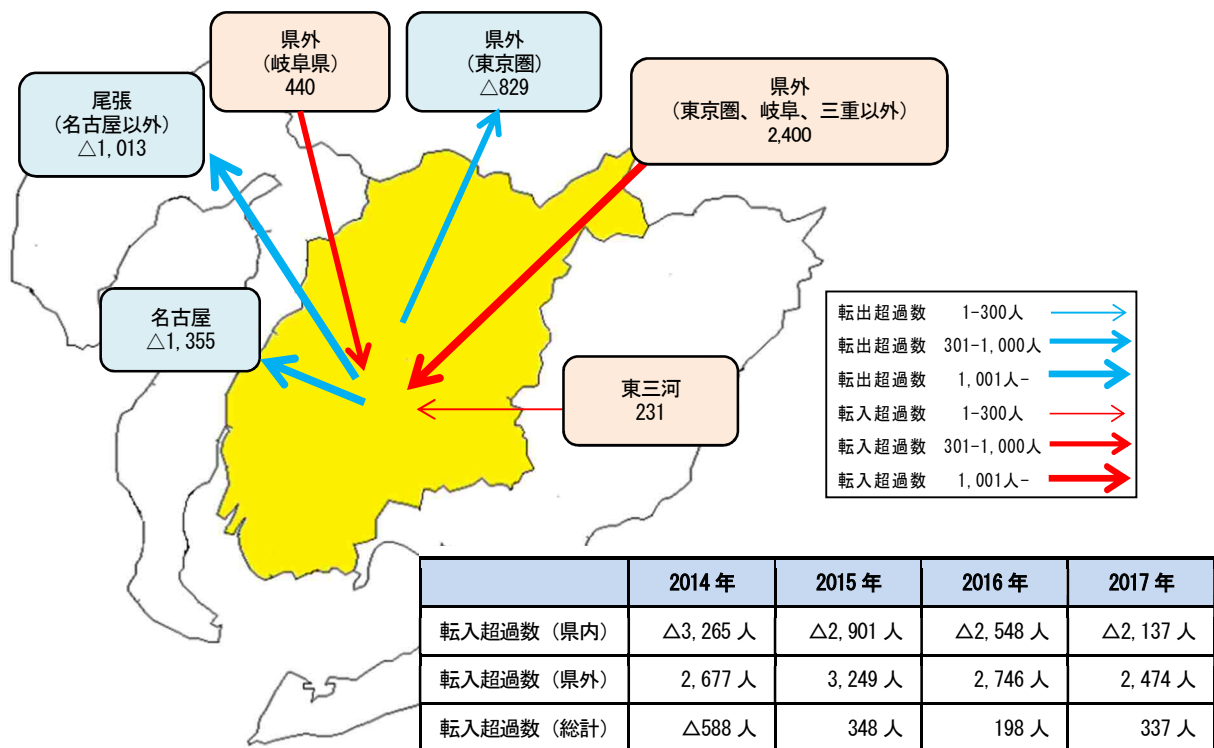 県外
(岐阜県)
440
県外
(東京圏)
△829
県外
(東京圏、岐阜、三重以外)
2,400
尾張
(名古屋以外)
△1,013
名古屋
△1,355
東三河
231
転出超過数 1-300人
転出超過数 301-1,000人
転出超過数 1,001人-
転入超過数 1-300人
転入超過数 301-1,000人
転入超過数 1,001人-
2014年 2015年 2016年 2017年
転入超過数(県内) △3,265人 △2,901人 △2,548人 △2,137人
転入超過数(県外) 2,677人 3,249人 2,746人 2,474人
転入超過数(総計) △588人 348人 198人 337人